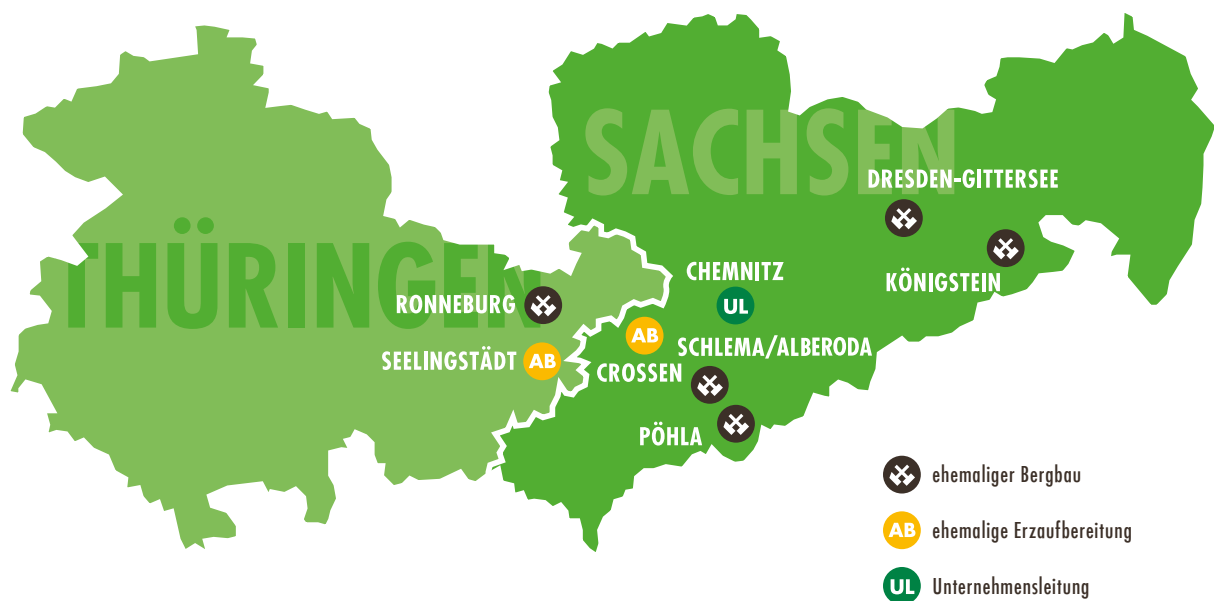 SACHSEN
DRESDEN-GITTERSEE
THÜRINGEN
CHEMNITZ
KÖNIGSTEIN
RONNEBURG
UL
AB
SCHLEMA/ALBERODA
SEELINGSTÄDT
AB
CROSSEN
PÖHLA
ehemaliger Bergbau
AB
ehemalige Erzaufbereitung
UL
Unternehmensleitung